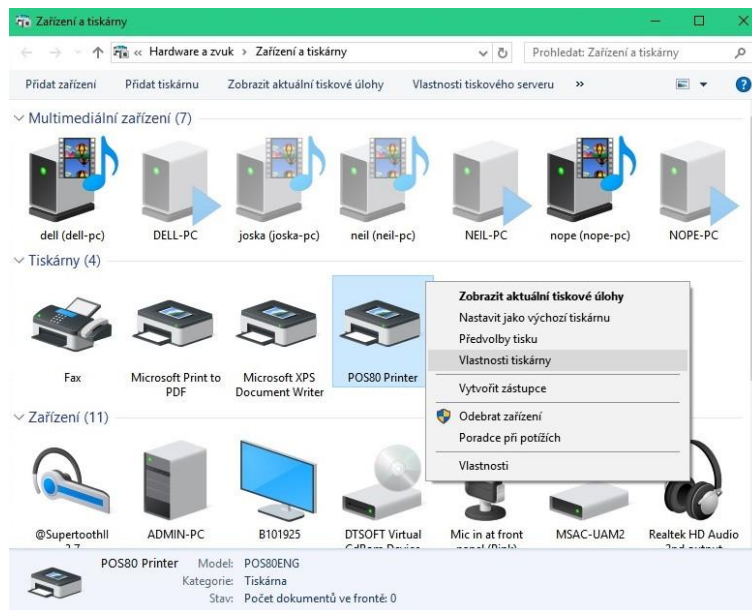 Zařízení a tiskárny
« Hardware a zvuk › Zařízení a tiskárny
Prohledat: Zařízení a tiskárny
Přidat zařízení Přidat tiskárnu Zobrazit aktuální tiskové úlohy Vlastnosti tiskového serveru »
Multimediální zařízení (7)
dell (dell-pc) DELL-PC joska (joska-pc) neil (neil-pc) NEIL-PC nope (nope-pc) NOPE-PC
Tiskárny (4)
Fax Microsoft Print to PDF Microsoft XPS Document Writer POS80 Printer
Zobrazit aktuální tiskové úlohy
Nastavit jako výchozí tiskárnu
Předvolby tisku
Vlastnosti tiskárny
Vytvořit zástupce
Odebrat zařízení
Poradce při potížích
Vlastnosti
Zařízení (11)
@SupertoothII ADMIN-PC B101925 DTSOFT Virtual Mic in at front MSAC-UAM2 Realtek HD Audio
POS80 Printer Model: POS80ENG
Kategorie: Tiskárna
Stav: Počet dokumentů ve frontě: 0